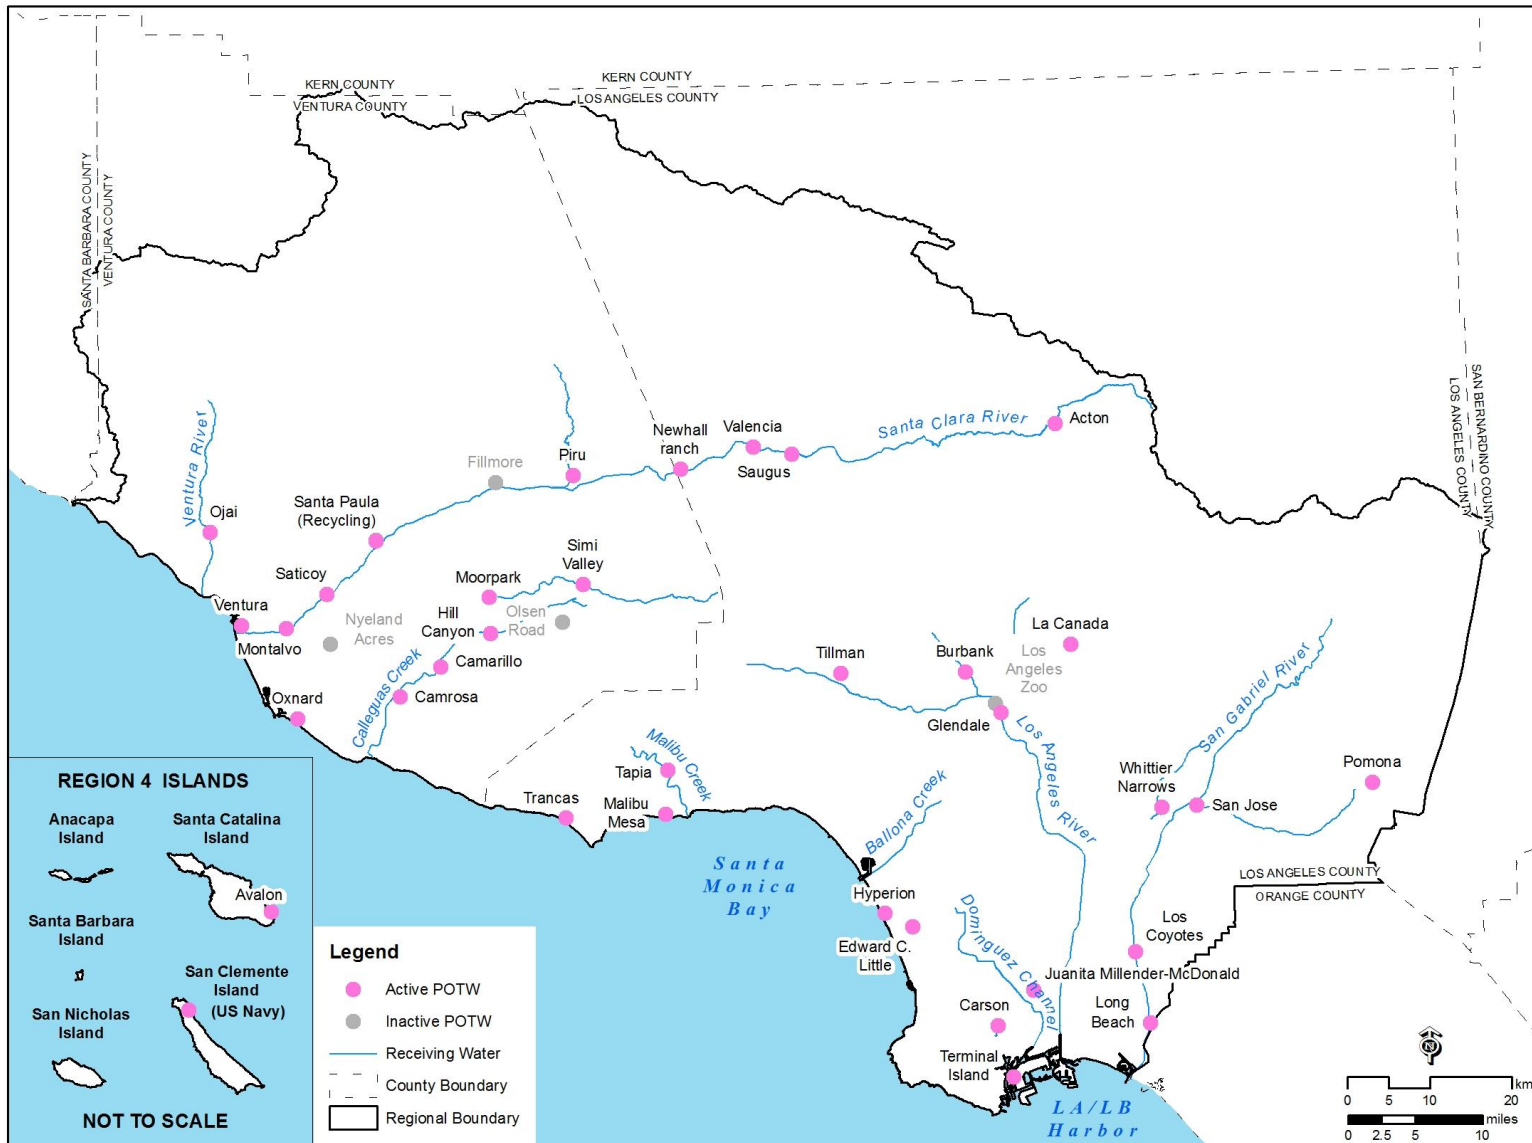 KERN COUNTY
VENTURA COUNTY
KERN COUNTY
LOS ANGELES COUNTY
SANTA BARBARA COUNTY
VENTURA COUNTY
SAN BERNARDINO COUNTY
LOS ANGELES COUNTY
Ventura River
Ojai
Fillmore
Piru
Newhall
ranch
Valencia
Saugus
Santa Clara River
Acton
Santa Paula
(Recycling)
Saticoy
Ventura
Montalvo
Nyeland
Acres
Moorpark
Simi
Valley
Hill
Canyon
Olsen
Road
Camarillo
Camrosa
Calleguas Creek
Oxnard
Tillman
Burbank
La Canada
Los
Angeles
Zoo
Glendale
Los Angeles River
San Gabriel River
Malibu Creek
Tapia
Trancas
Malibu
Mesa
Whittier
Narrows
San Jose
Pomona
Ballona Creek
Santa
Monica
Bay
LOS ANGELES COUNTY
ORANGE COUNTY
Hyperion
Edward C.
Little
Dominguez Channel
Los
Coyotes
Juanita Millender-McDonald
Carson
Long
Beach
Terminal
Island
LA/LB
Harbor
REGION 4 ISLANDS
Anacapa
Island
Santa Catalina
Island
Avalon
Santa Barbara
Island
San Clemente
Island
(US Navy)
San Nicholas
Island
NOT TO SCALE
Legend
Active POTW
Inactive POTW
Receiving Water
County Boundary
Regional Boundary
N
0 5 10 20
km
miles
0 2.5 5 10